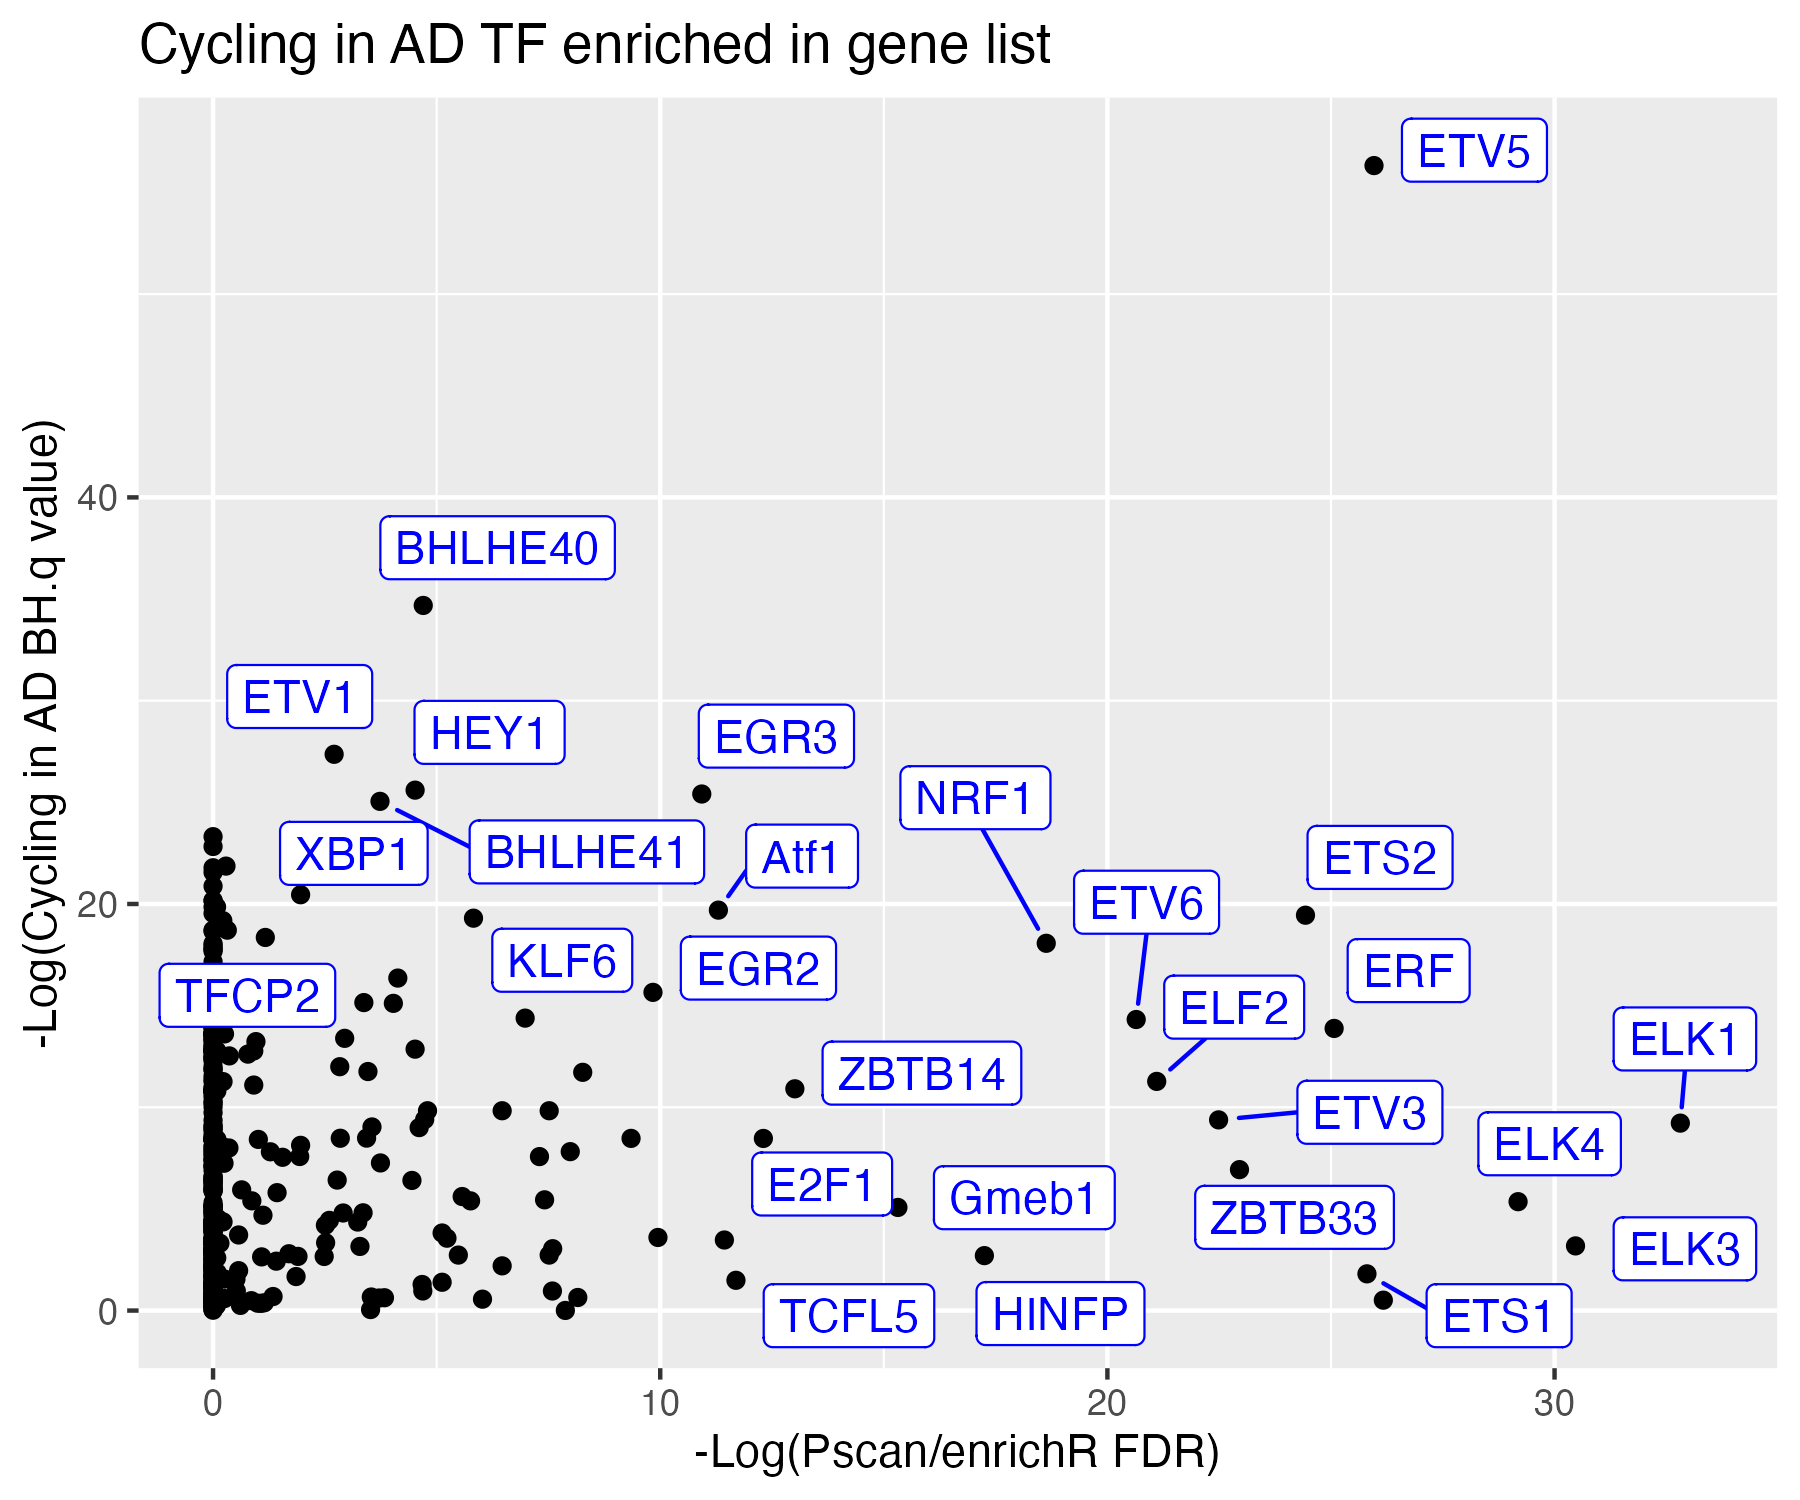 Cycling in AD TF enriched in gene list
ETV5
40
BHLHE40
ETV1
HEY1
EGR3
NRF1
XBP1
BHLHE41
Atf1
ETS2
20
ETV6
KLF6
EGR2
ERF
TFCP2
ELF2
ELK1
ZBTB14
ETV3
ELK4
E2F1
Gmeb1
ZBTB33
ELK3
0
TCFL5
HINFP
ETS1
0 10 20 30
-Log(Pscan/enrichR FDR)
-Log(Cycling in AD BH.q value)